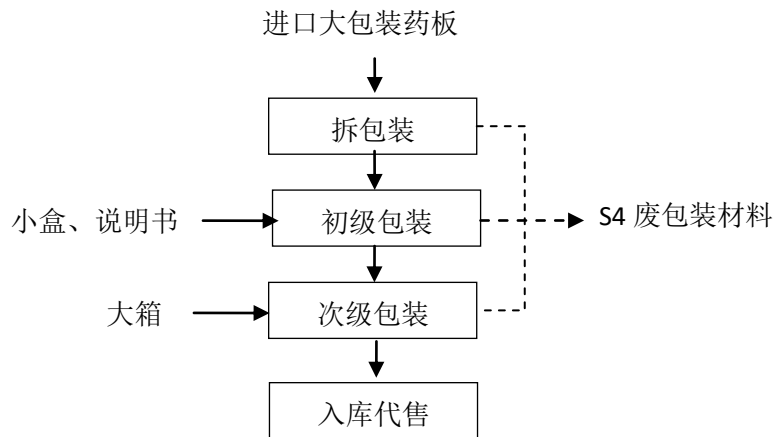 进口大包装药板
拆包装
小盒、说明书
初级包装
S4 废包装材料
大箱
次级包装
入库代售